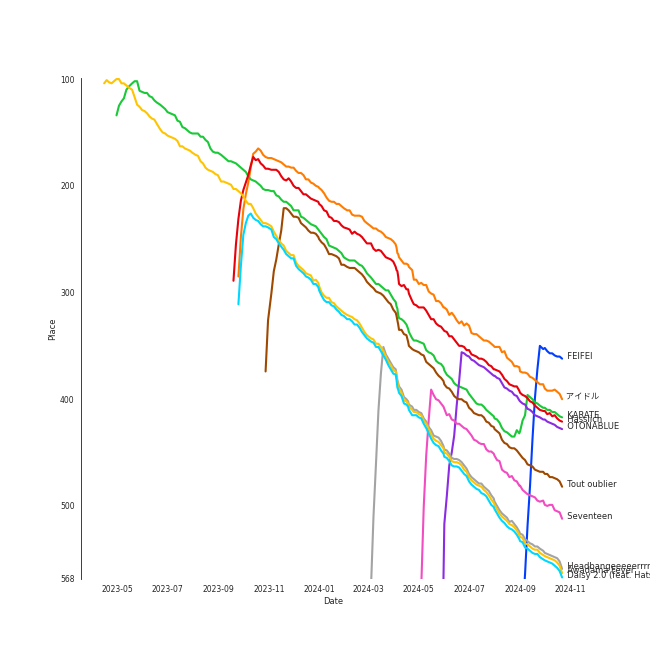 100
200
300
400
500
568
Place
2023-05
2023-07
2023-09
2023-11
2024-01
2024-03
2024-05
2024-07
2024-09
2024-11
Date
FEIFEI
アイドル
KARATE
OTONABLUE
Tout oublier
Seventeen
Daisy 2.0 (feat. Hats